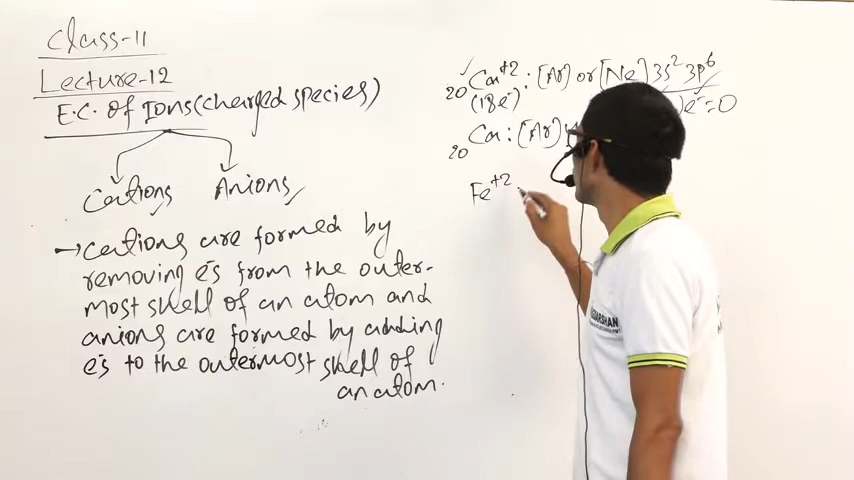 Class-11
Lecture-12
E.C. Of Ions (charged species)
Cations Anions
→ Cations are formed by
removing e⁻s from the outer-
most shell of an atom and
anions are formed by adding
e⁻s to the outermost shell of
an atom.
20Ca⁺² : [Ar] or [Ne] 3s² 3p⁶
(18e⁻) )e⁻=0
20Ca : [Ar]
Fe⁺²